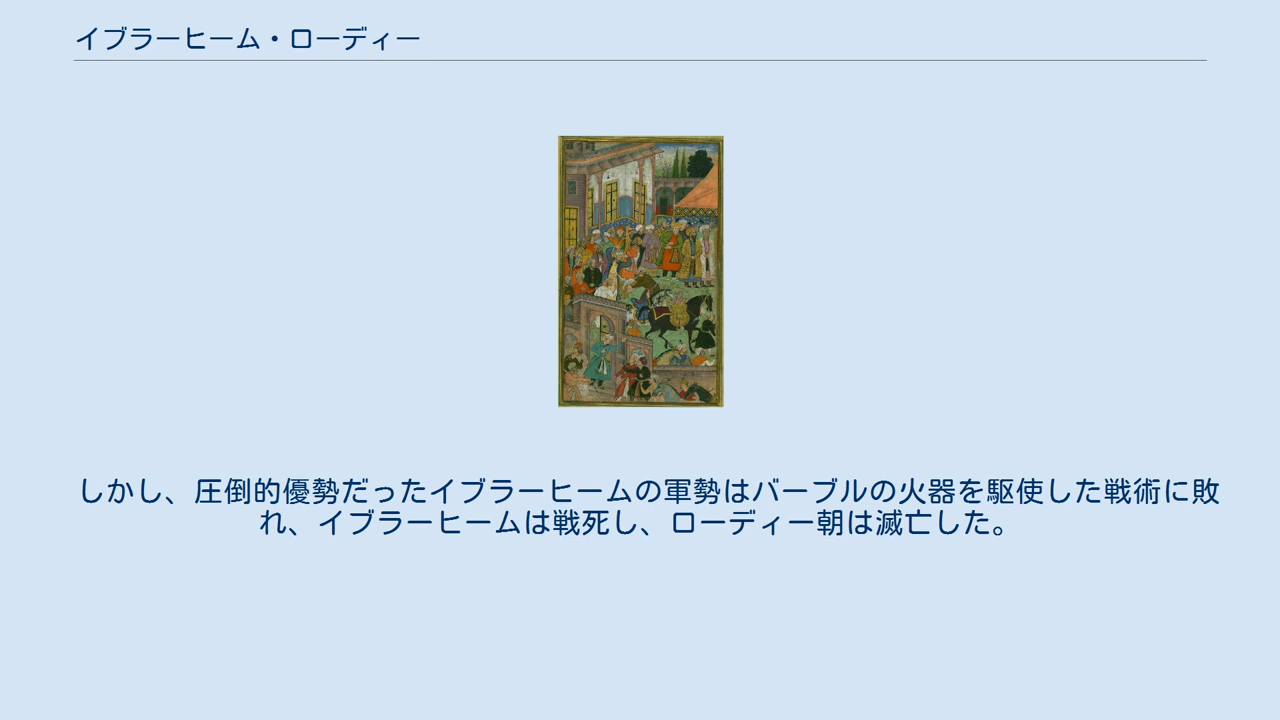 イブラーヒーム・ローディー
しかし、圧倒的優勢だったイブラーヒームの軍勢はバーブルの火器を駆使した戦術に敗
れ、イブラーヒームは戦死し、ローディー朝は滅亡した。